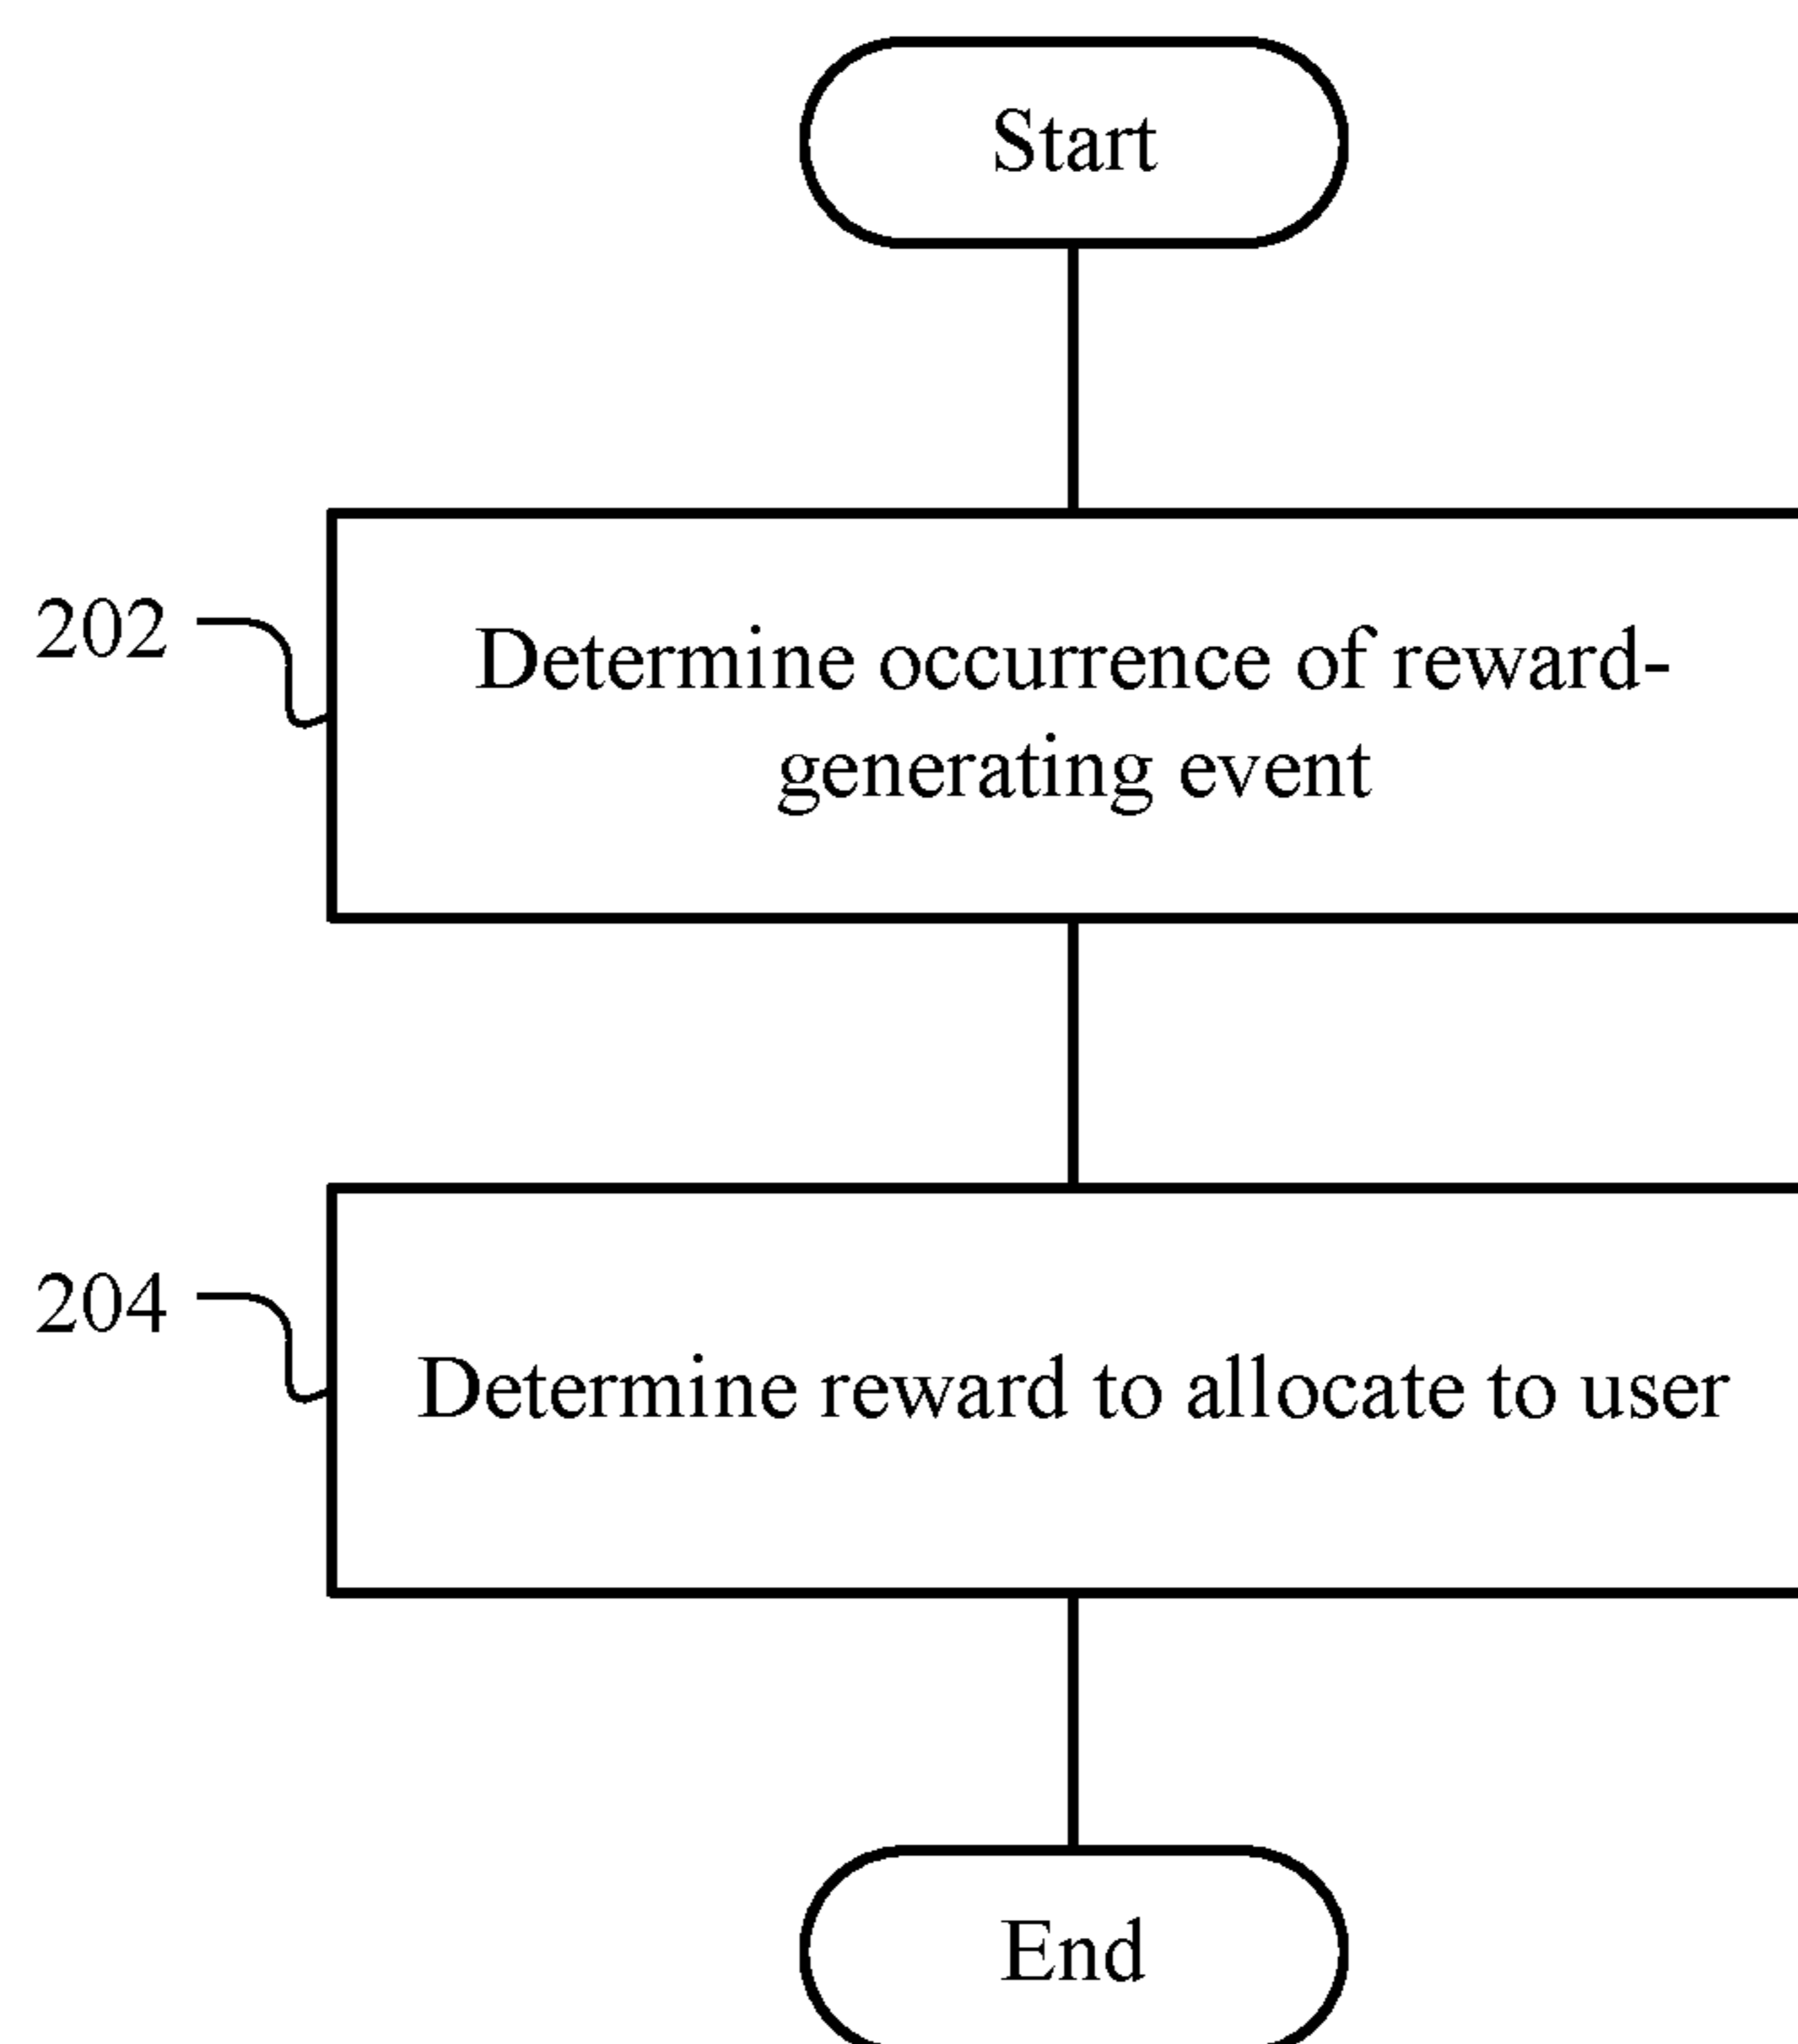 Start
202
Determine occurrence of reward-
generating event
204
Determine reward to allocate to user
End